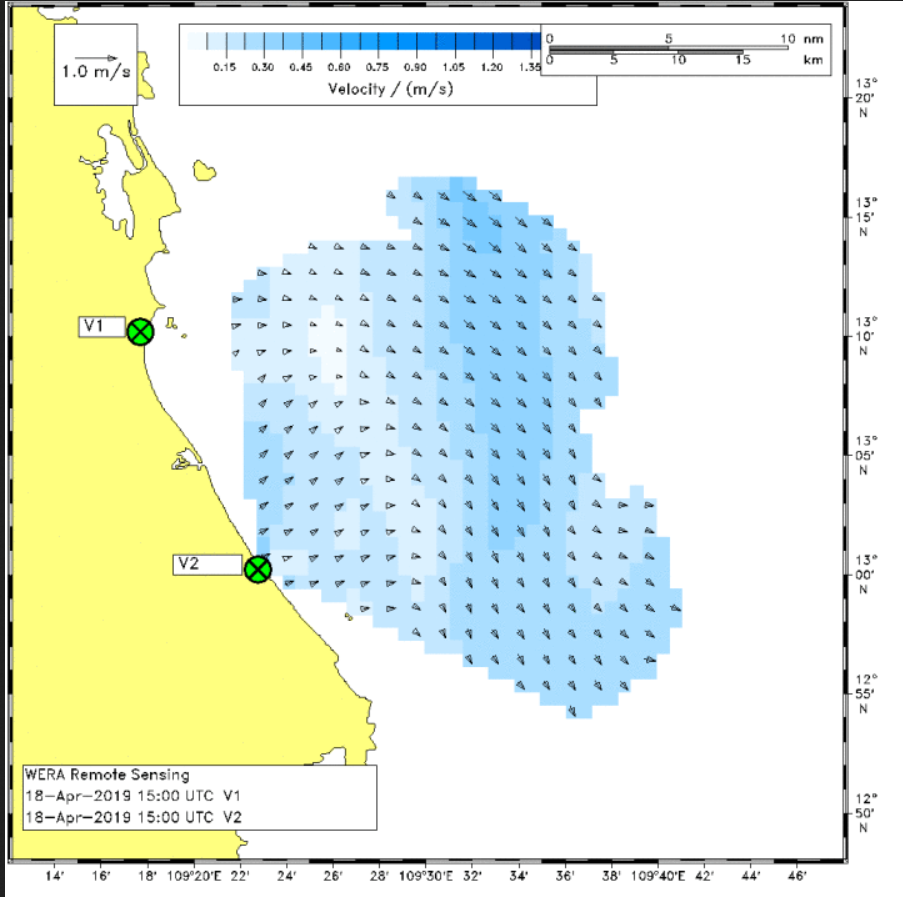 1.0 m/s
0.15 0.30 0.45 0.60 0.75 0.90 1.05 1.20 1.35
Velocity / (m/s)
0 5 10 nm
0 5 10 15 km
13°
20'
N
13°
15'
N
V1
13°
10'
N
13°
05'
N
V2
13°
00'
N
12°
55'
N
12°
50'
N
WERA Remote Sensing
18-Apr-2019 15:00 UTC V1
18-Apr-2019 15:00 UTC V2
14' 16' 18' 109°20'E 22' 24' 26' 28' 109°30'E 32' 34' 36' 38' 109°40'E 42' 44' 46'